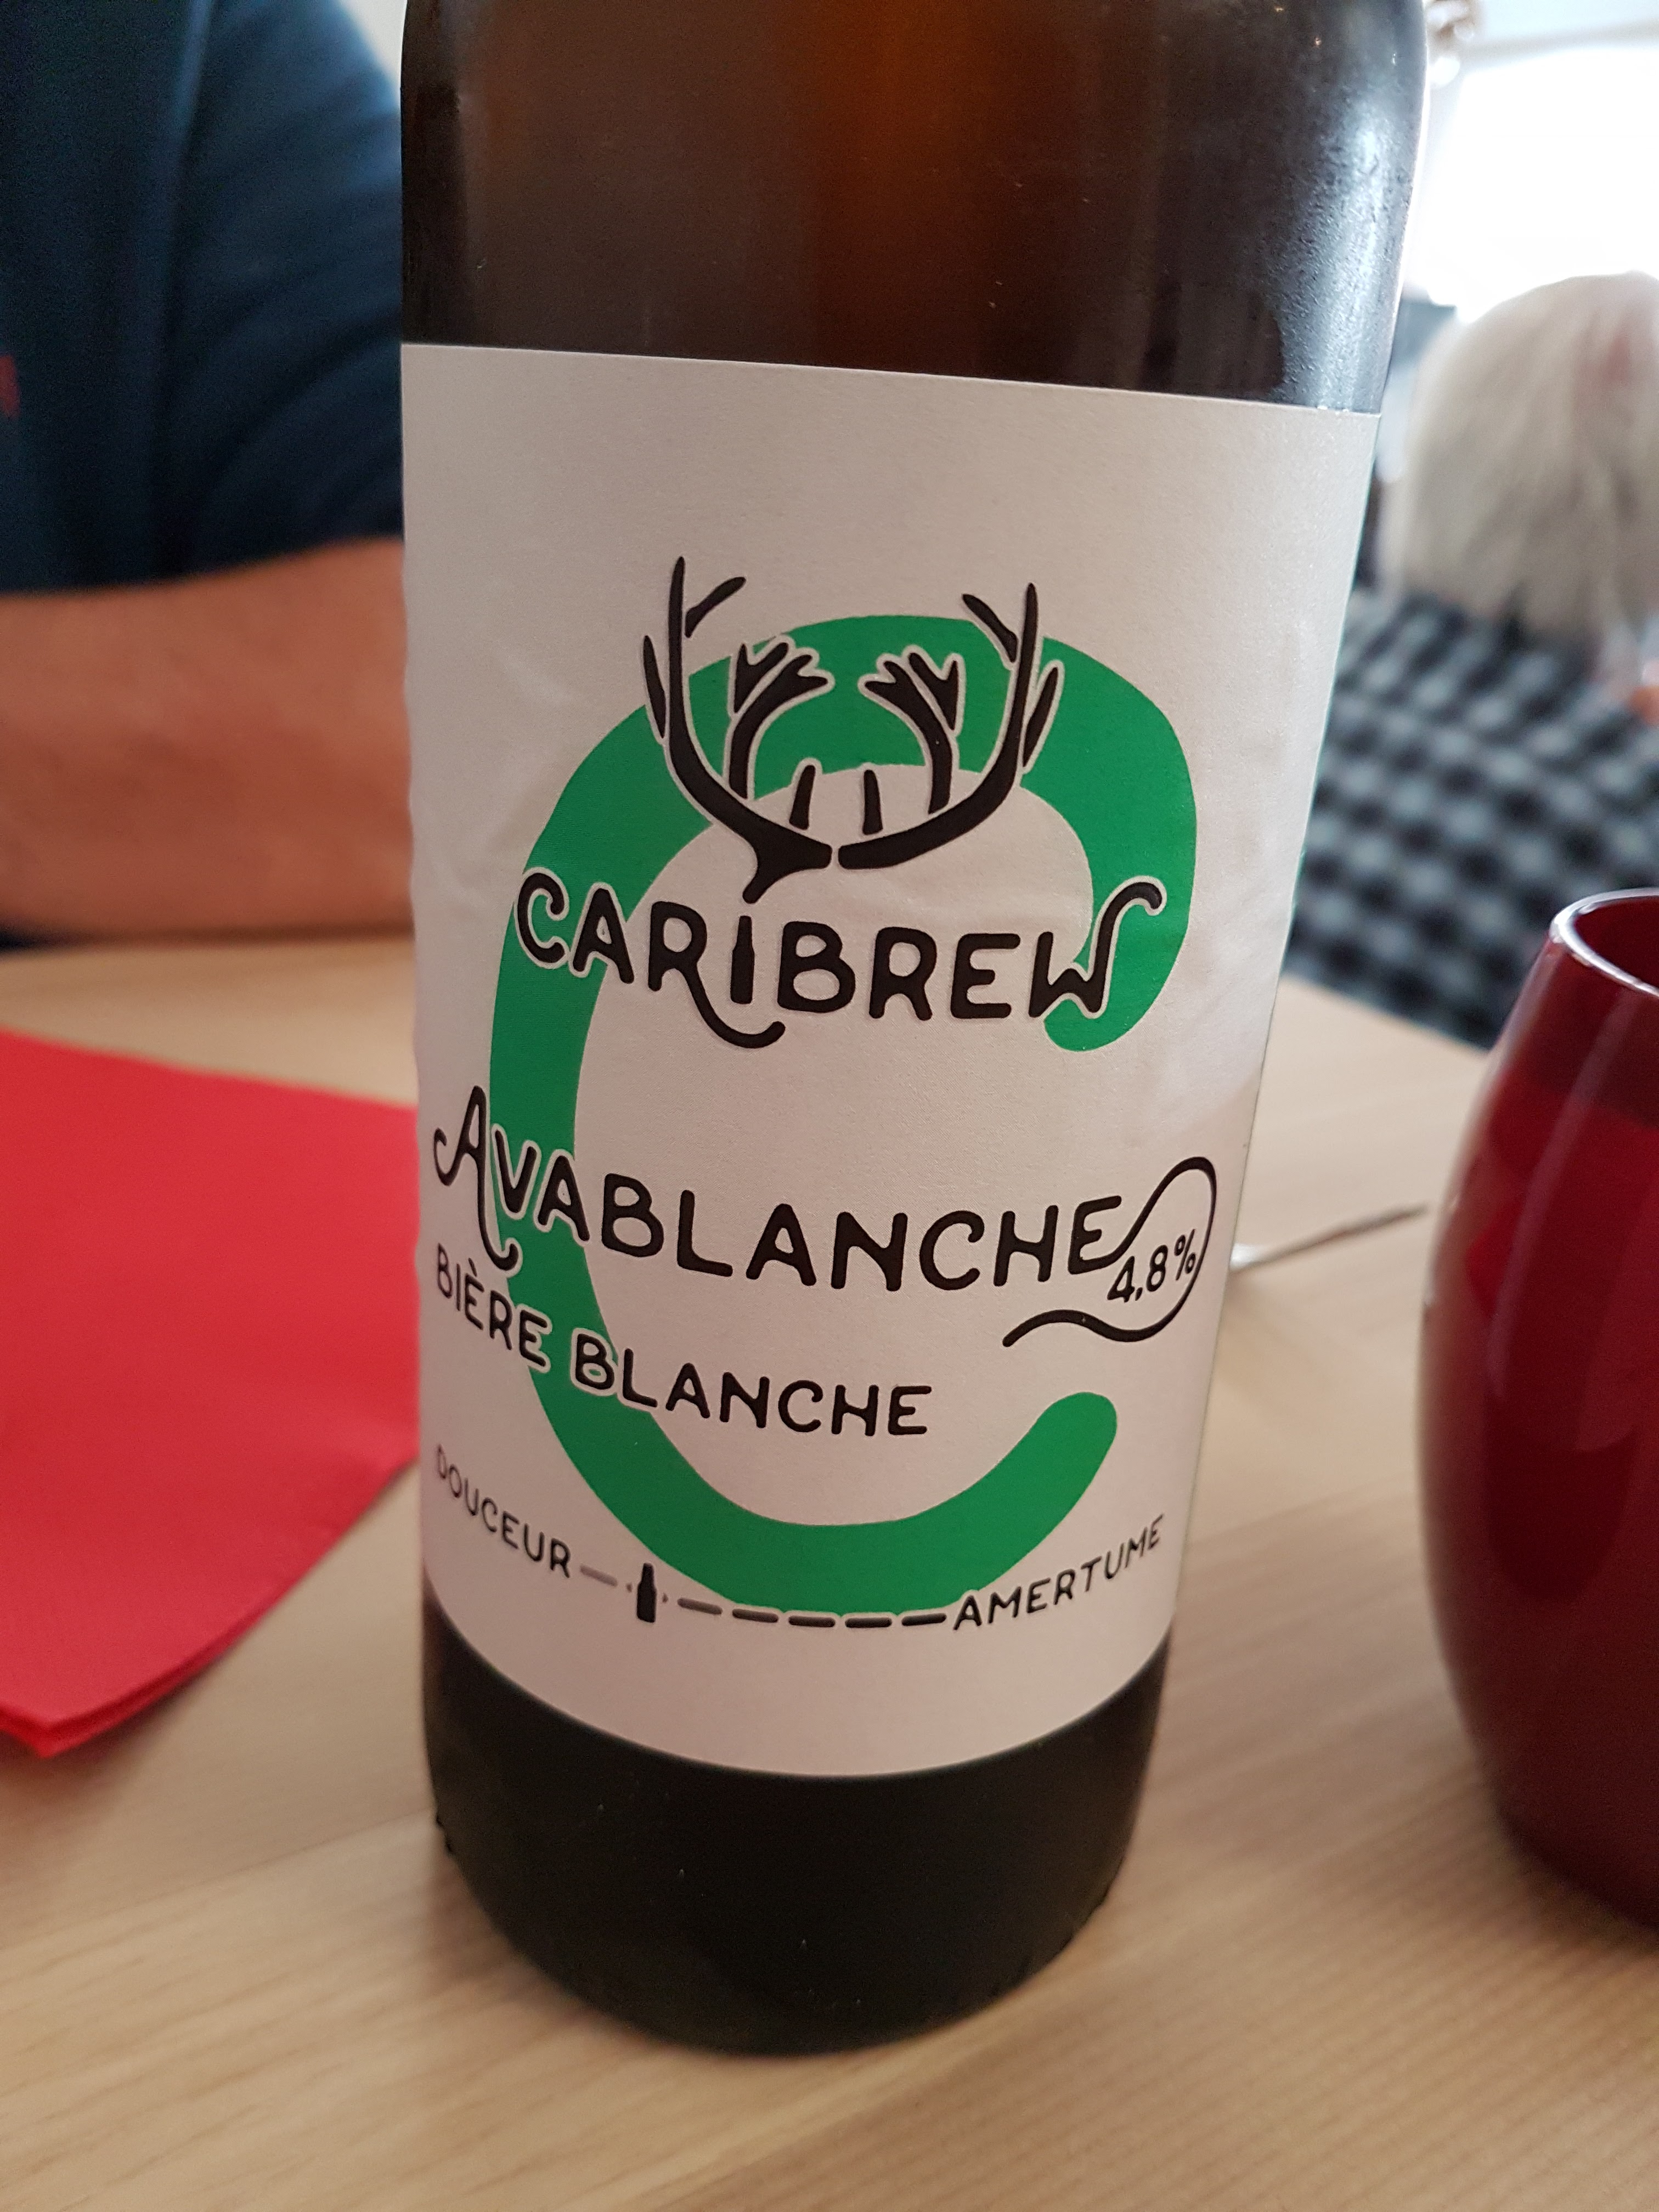 CARIBREW
AVABLANCHE
4,8%
BIÈRE BLANCHE
DOUCEUR
AMERTUME